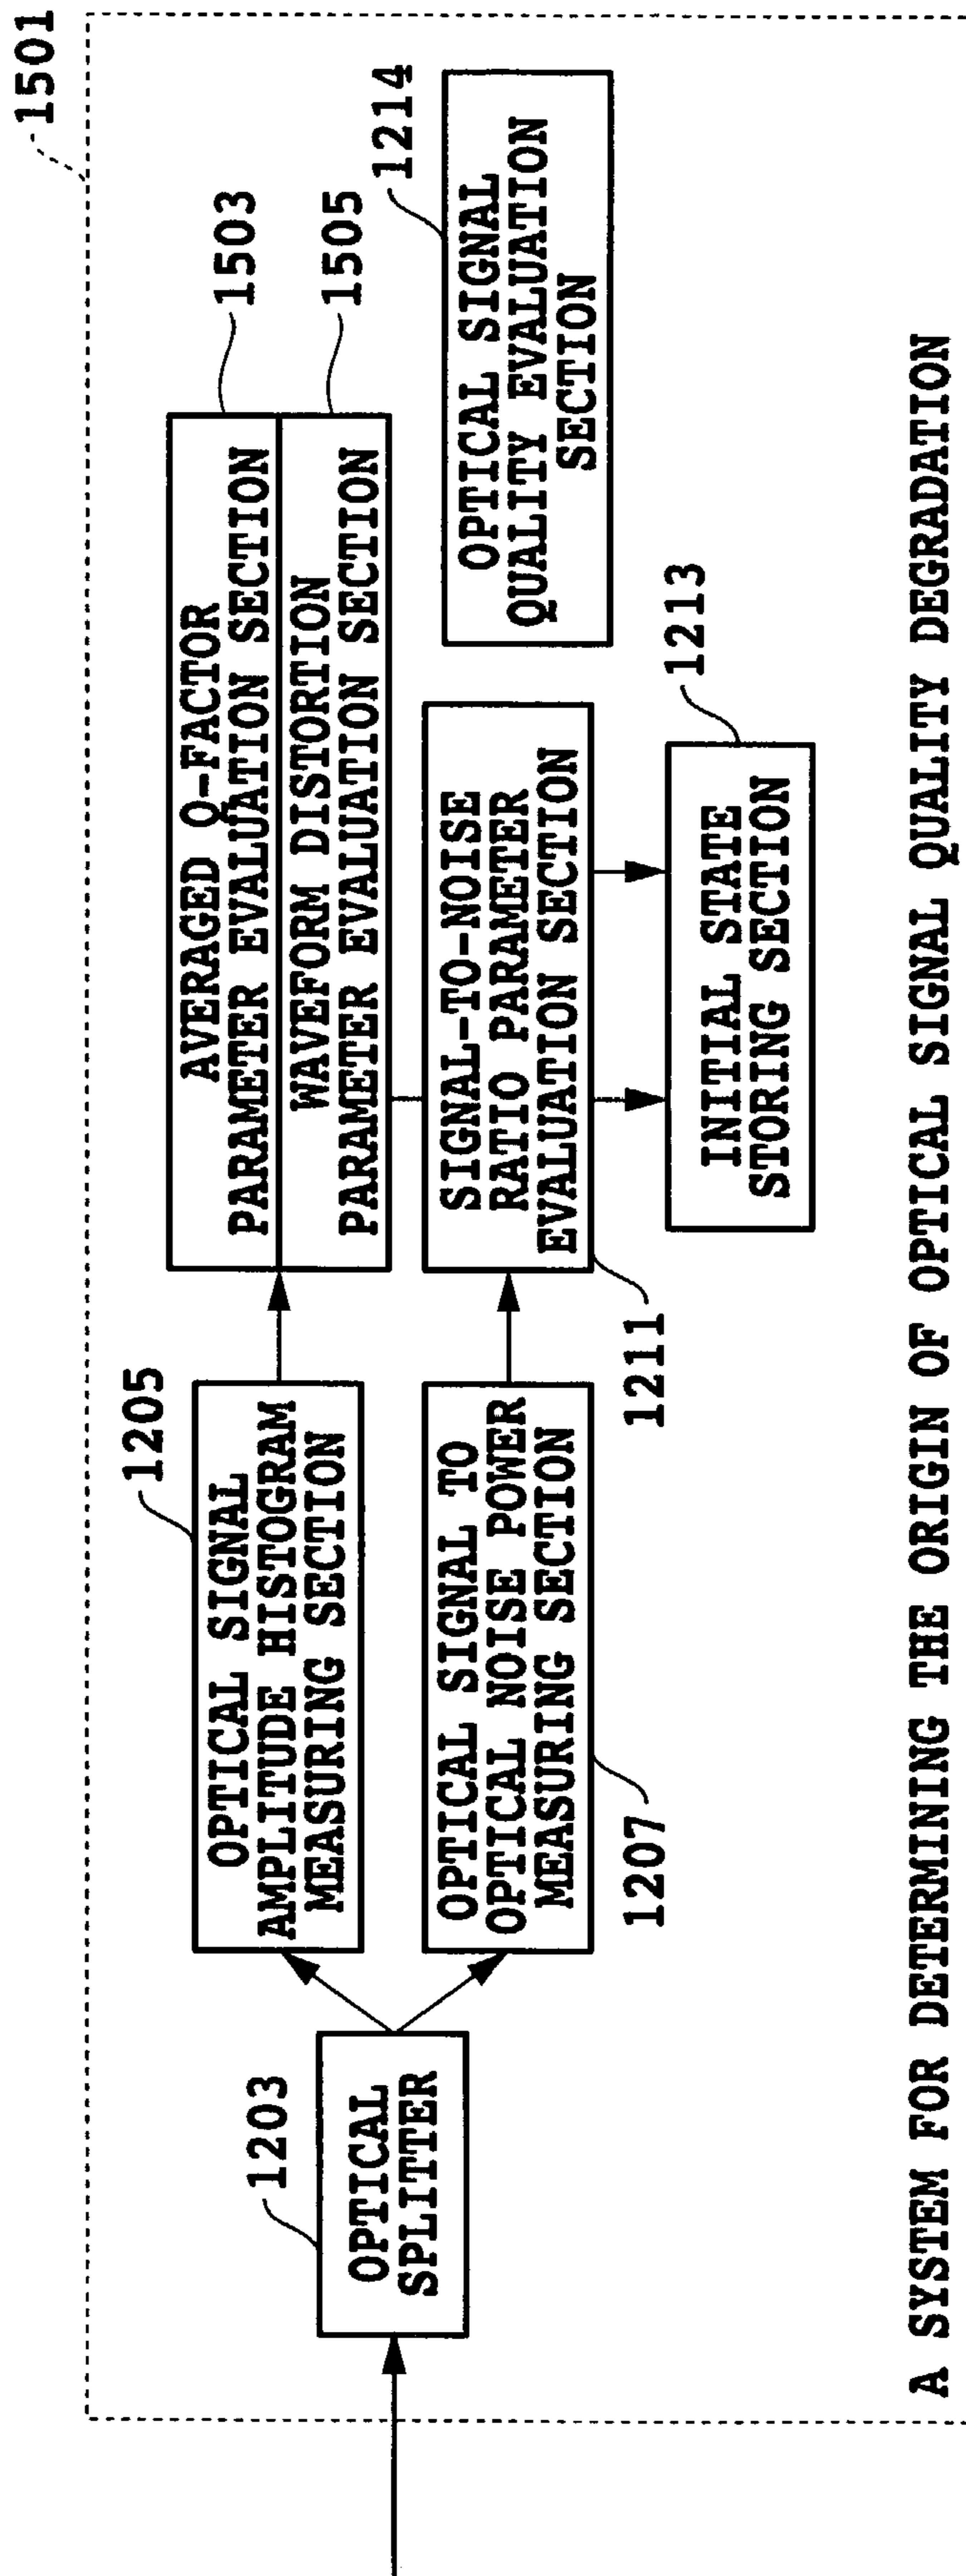 1501
1203
OPTICAL
SPLITTER
1205
OPTICAL SIGNAL
AMPLITUDE HISTOGRAM
MEASURING SECTION
OPTICAL SIGNAL TO
OPTICAL NOISE POWER
MEASURING SECTION
1207
AVERAGED Q-FACTOR
PARAMETER EVALUATION SECTION
1503
WAVEFORM DISTORTION
PARAMETER EVALUATION SECTION
1505
SIGNAL-TO-NOISE
RATIO PARAMETER
EVALUATION SECTION
1211
1214
OPTICAL SIGNAL
QUALITY EVALUATION
SECTION
1213
INITIAL STATE
STORING SECTION
A SYSTEM FOR DETERMINING THE ORIGIN OF OPTICAL SIGNAL QUALITY DEGRADATION